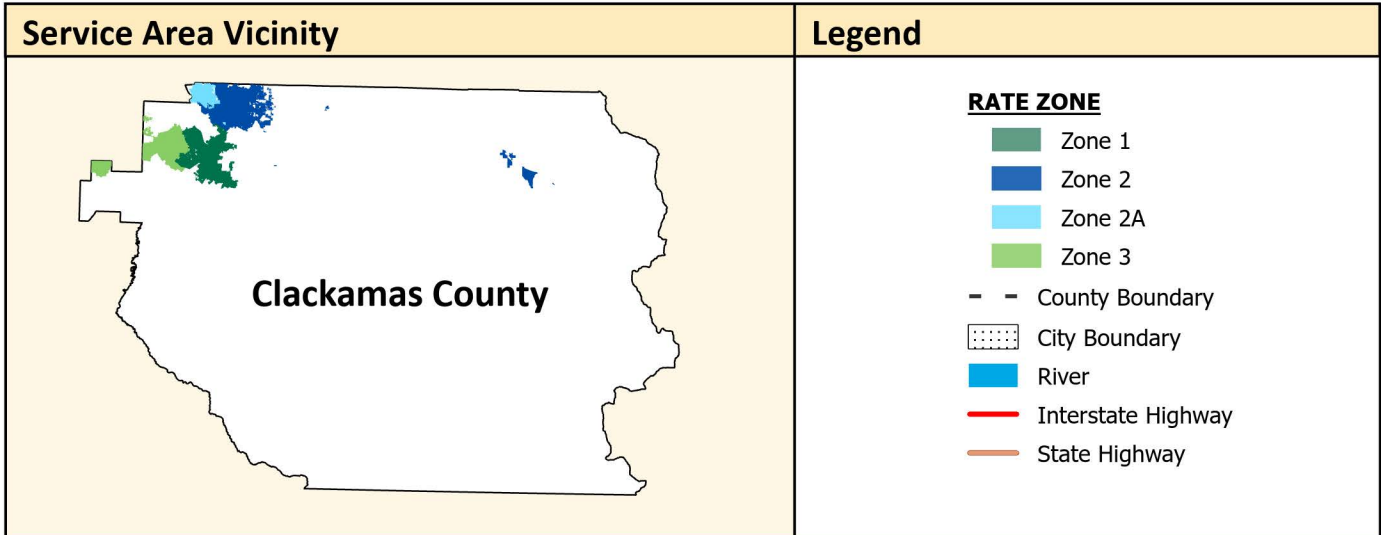 Service Area Vicinity
Legend
Clackamas County
RATE ZONE
Zone 1
Zone 2
Zone 2A
Zone 3
County Boundary
City Boundary
River
Interstate Highway
State Highway